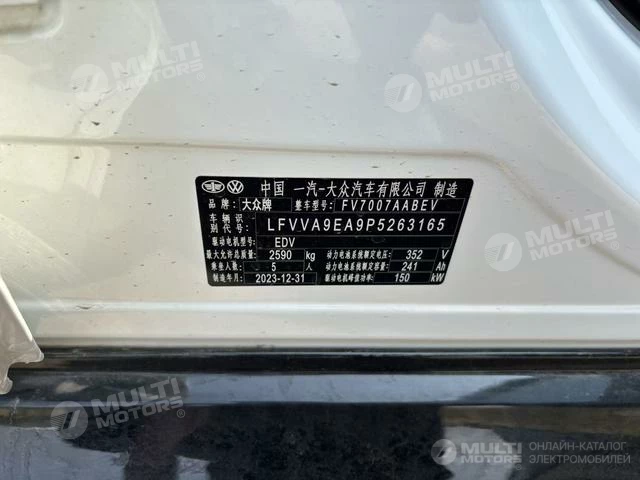 MULTI
MOTORS
MULTI
MOTORS
中国 一汽-大众汽车有限公司 制造
品牌: 大众牌 整车型号: FV7007AABEV
车辆识
别代号: LFVVA9EA9P5263165
驱动电机型号: EDV
最大允许总质量: 2590 kg 动力电池系统额定电压: 352 V
乘坐人数: 5 人 动力电池系统额定容量: 241 Ah
制造年月: 2023-12-31 驱动电机峰值功率: 150 kW
MULTI
MOTORS
MULTI
MOTORS
ОНЛАЙН-КАТАЛОГ
ЭЛЕКТРОМОБИЛЕЙ